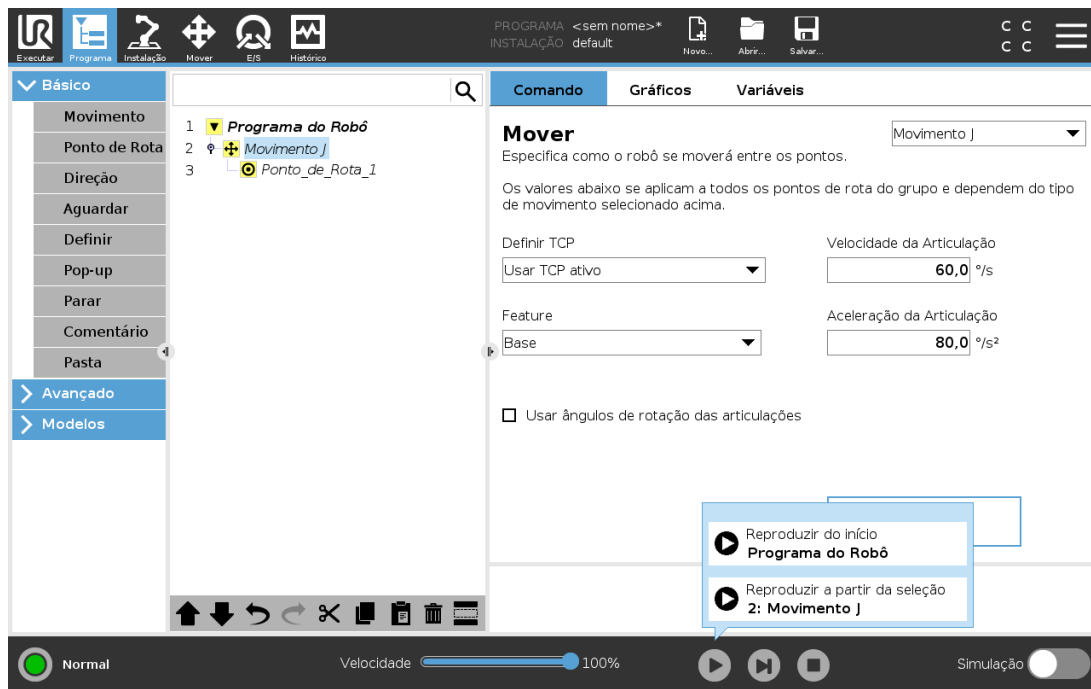 UR
Executar
Programa
Instalação
Mover
E/S
Histórico
PROGRAMA <sem nome>*
INSTALAÇÃO default
Novo...
Abrir...
Salvar...
C C
C C
Básico
Movimento
Ponto de Rota
Direção
Aguardar
Definir
Pop-up
Parar
Comentário
Pasta
Avançado
Modelos
1 Programa do Robô
2 Movimento J
3 Ponto_de_Rota_1
Comando Gráficos Variáveis
Mover
Movimento J
Especifica como o robô se moverá entre os pontos.
Os valores abaixo se aplicam a todos os pontos de rota do grupo e dependem do tipo
de movimento selecionado acima.
Definir TCP
Usar TCP ativo
Velocidade da Articulação
60,0 °/s
Feature
Base
Aceleração da Articulação
80,0 °/s²
Usar ângulos de rotação das articulações
Reproduzir do início
Programa do Robô
Reproduzir a partir da seleção
2: Movimento J
Normal
Velocidade 100%
Simulação